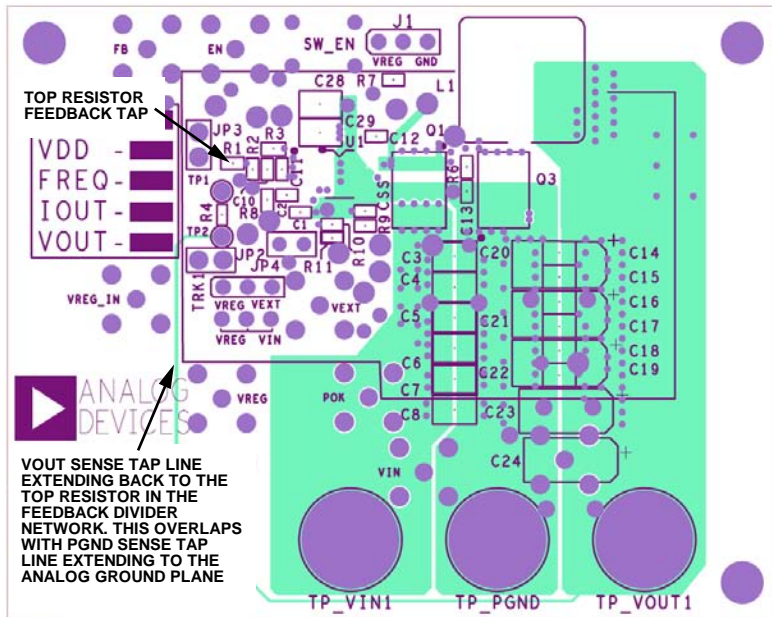 J1
FB
EN
SW_EN
VREG GND
C28
R7
L1
TOP RESISTOR
FEEDBACK TAP
C29
U1
C12
Q1
JP3
R1
R2
R3
C11
VDD -
FREQ -
IOUT -
VOUT -
TP1
C10
R4
R8
C2
C1
CSS
R6
C13
Q3
R9
TP2
JP2
JP4
R11
R10
TRK1
C3
C20
C14
C4
C15
VREG_IN
VREG VEXT
VEXT
C16
C5
C21
C17
VREG VIN
C18
C6
C22
C19
ANALOG
DEVICES
VREG
POK
C7
C8
C23
VOUT SENSE TAP LINE
EXTENDING BACK TO THE
TOP RESISTOR IN THE
FEEDBACK DIVIDER
NETWORK. THIS OVERLAPS
WITH PGND SENSE TAP
LINE EXTENDING TO THE
ANALOG GROUND PLANE
VIN
C24
TP_VIN1
TP_PGND
TP_VOUT1